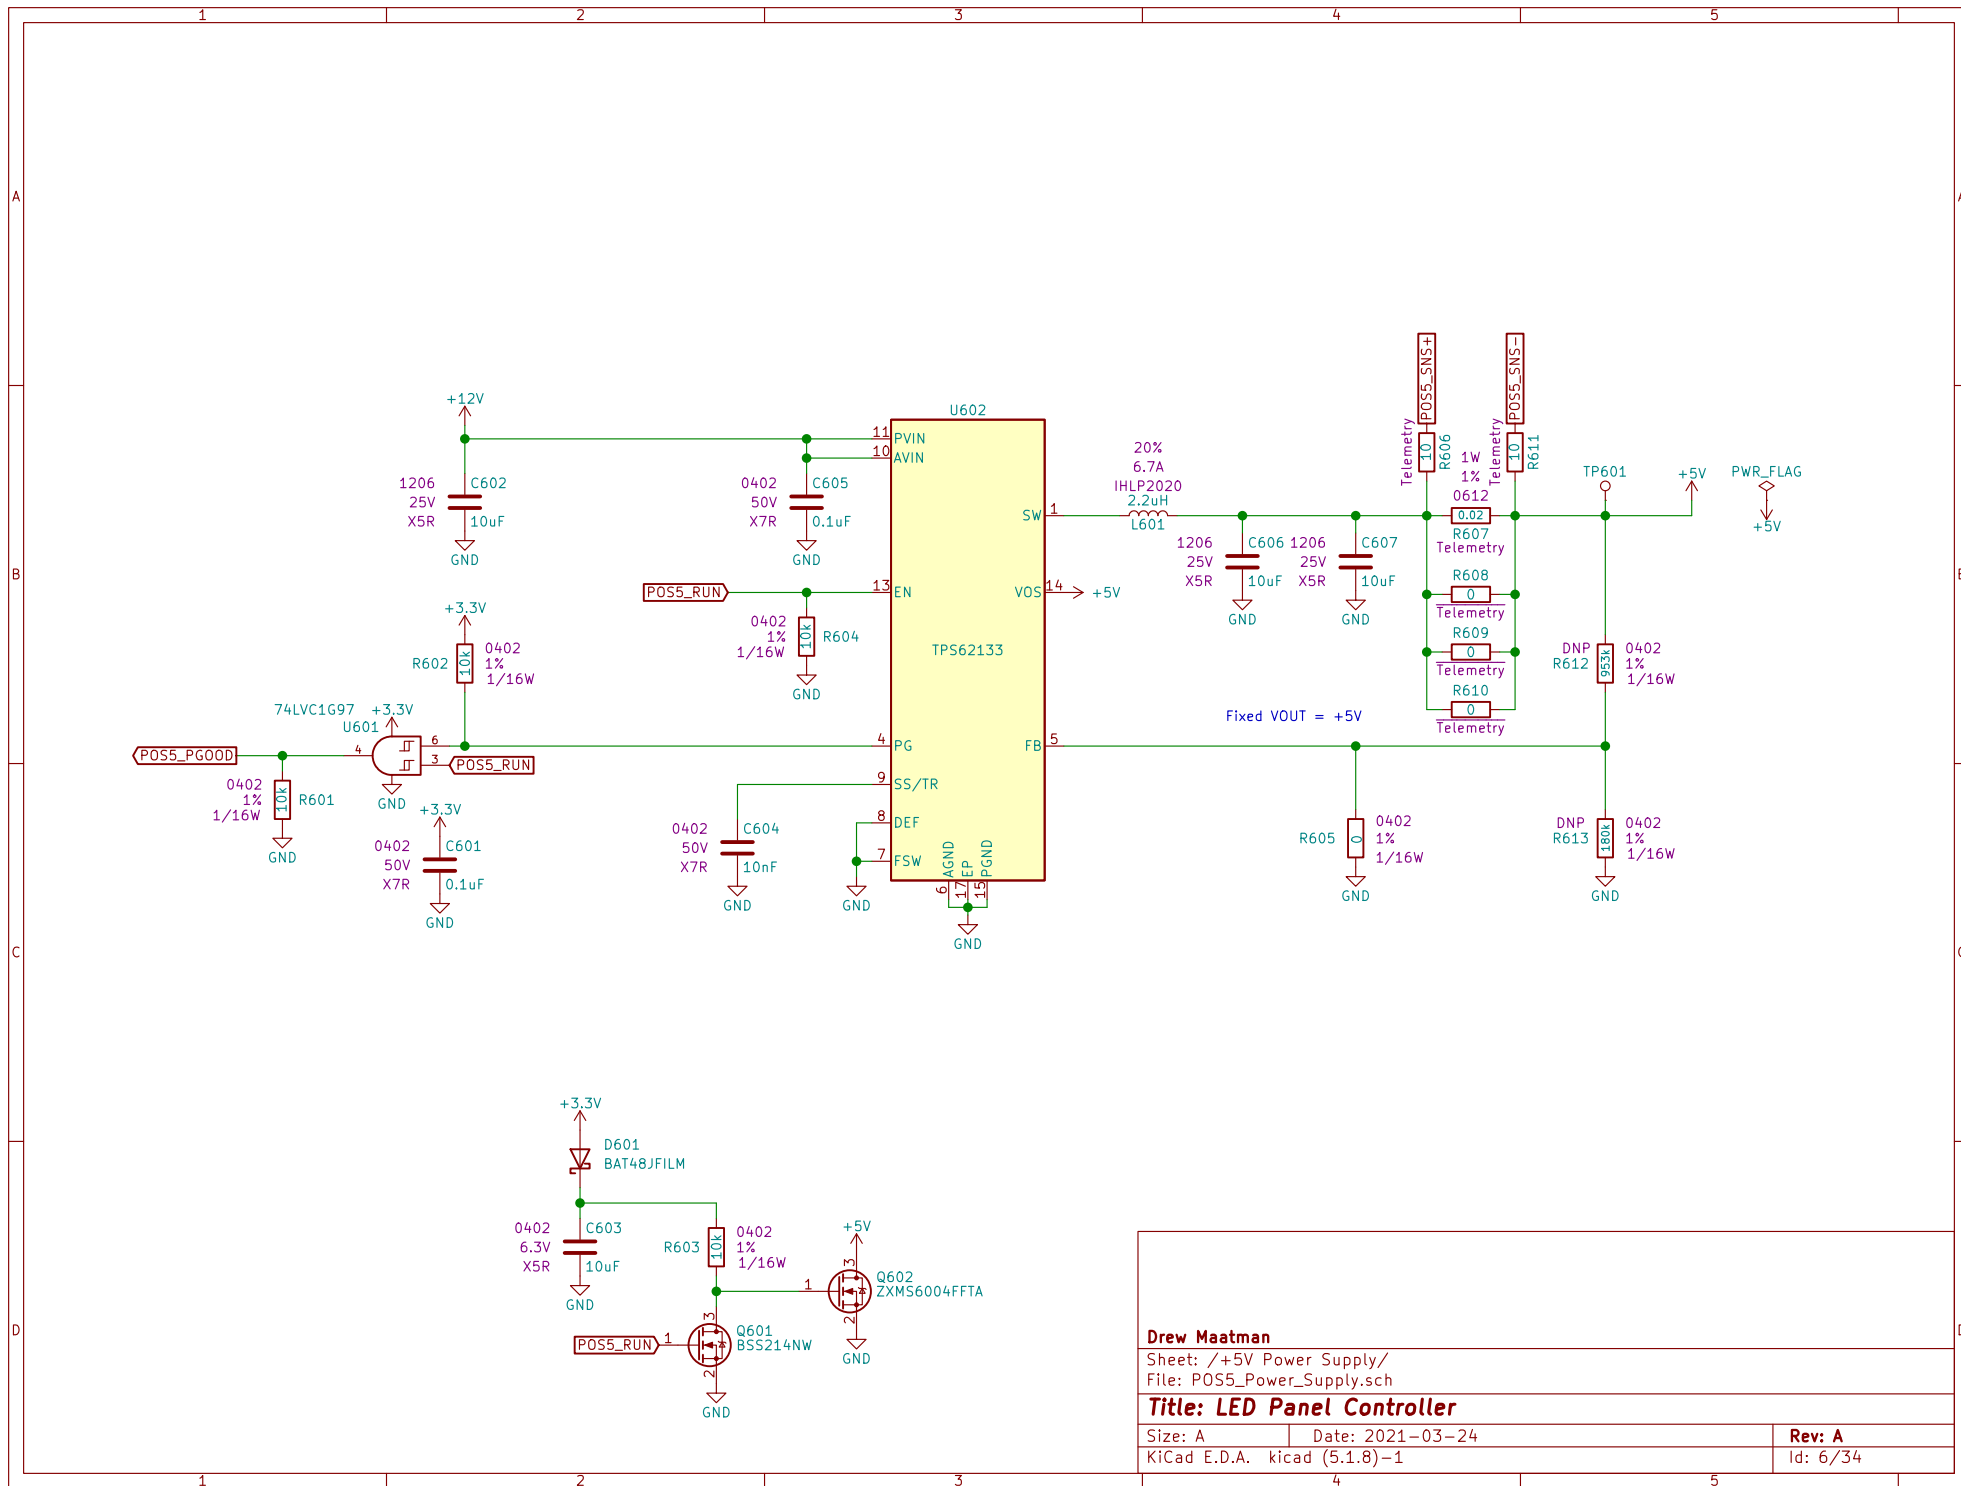 1 2 3 4 5
A
B
C
D
+12V
1206
25V
X5R
C602
10uF
GND
0402
50V
X7R
C605
0.1uF
GND
U602
TPS62133
11 PVIN
10 AVIN
13 EN
4 PG
9 SS/TR
8 DEF
7 FSW
6 AGND
17 EP
15 PGND
SW 1
VOS 14
FB 5
+5V
GND
GND
POS5_RUN
0402
1%
1/16W
10k
R604
GND
+3.3V
R602
10k
0402
1%
1/16W
74LVC1G97
U601
+3.3V
4
6
3
GND
POS5_PGOOD
POS5_RUN
0402
1%
1/16W
10k
R601
GND
+3.3V
0402
50V
X7R
C601
0.1uF
GND
0402
50V
X7R
C604
10nF
GND
20%
6.7A
IHLP2020
2.2uH
L601
1206
25V
X5R
C606
10uF
GND
1206
25V
X5R
C607
10uF
GND
POS5_SNS+
POS5_SNS-
Telemetry
10
R606
Telemetry
10
R611
1W
1%
0612
0.02
R607
Telemetry
R608
0
Telemetry
R609
0
Telemetry
R610
0
Telemetry
TP601
+5V
PWR_FLAG
+5V
Fixed VOUT = +5V
DNP
R612
953k
0402
1%
1/16W
R605
0
0402
1%
1/16W
GND
DNP
R613
180k
0402
1%
1/16W
GND
+3.3V
D601
BAT48JFILM
0402
6.3V
X5R
C603
10uF
GND
R603
10k
0402
1%
1/16W
+5V
1
3
2
Q602
ZXMS6004FFTA
GND
POS5_RUN
1
3
2
Q601
BSS214NW
GND
Drew Maatman
Sheet: /+5V Power Supply/
File: POS5_Power_Supply.sch
Title: LED Panel Controller
Size: A Date: 2021-03-24 Rev: A
KiCad E.D.A. kicad (5.1.8)-1 Id: 6/34
1 2 3 4 5